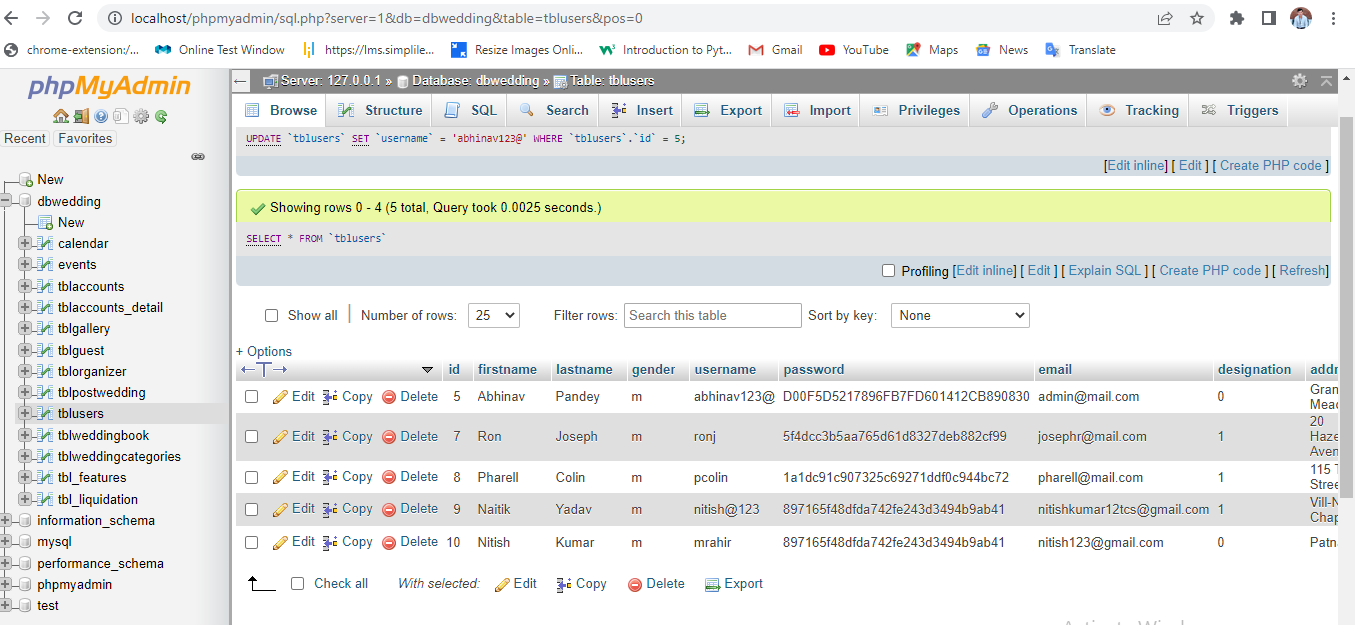 localhost/phpmyadmin/sql.php?server=1&db=dbwedding&table=tblusers&pos=0
chrome-extension:/... Online Test Window https://lms.simplile... Resize Images Onli... Introduction to Pyt... Gmail YouTube Maps News Translate
phpMyAdmin
Recent Favorites
New
dbwedding
New
calendar
events
tblaccounts
tblaccounts_detail
tblgallery
tblguest
tblorganizer
tblpostwedding
tblusers
tblweddingbook
tblweddingcategories
tbl_features
tbl_liquidation
information_schema
mysql
performance_schema
phpmyadmin
test
Server: 127.0.0.1 » Database: dbwedding » Table: tblusers
Browse Structure SQL Search Insert Export Import Privileges Operations Tracking Triggers
UPDATE `tblusers` SET `username` = 'abhinav123@' WHERE `tblusers`.`id` = 5;
[Edit inline] [ Edit ] [ Create PHP code ]
Showing rows 0 - 4 (5 total, Query took 0.0025 seconds.)
SELECT * FROM `tblusers`
Profiling [Edit inline] [ Edit ] [ Explain SQL ] [ Create PHP code ] [ Refresh]
Show all | Number of rows: 25 Filter rows: Search this table Sort by key: None
+ Options
←T→ id firstname lastname gender username password email designation addr
Edit Copy Delete 5 Abhinav Pandey m abhinav123@ D00F5D5217896FB7FD601412CB890830 admin@mail.com 0 Gran
Meac
Edit Copy Delete 7 Ron Joseph m ronj 5f4dcc3b5aa765d61d8327deb882cf99 josephr@mail.com 1 20
Haze
Aven
Edit Copy Delete 8 Pharell Colin m pcolin 1a1dc91c907325c69271ddf0c944bc72 pharell@mail.com 1 115
Stree
Edit Copy Delete 9 Naitik Yadav m nitish@123 897165f48dfda742fe243d3494b9ab41 nitishkumar12tcs@gmail.com 1 Vill-N
Chap
Edit Copy Delete 10 Nitish Kumar m mrahir 897165f48dfda742fe243d3494b9ab41 nitish123@gmail.com 0 Patn
Check all With selected: Edit Copy Delete Export